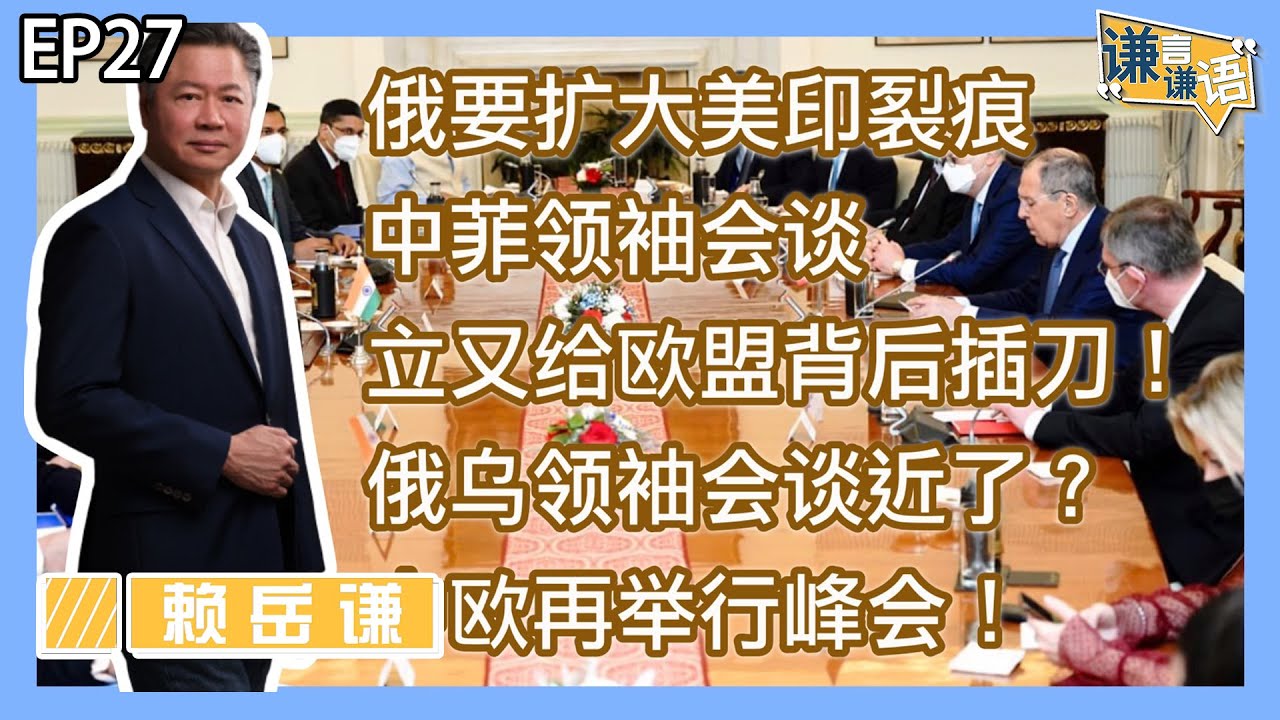 EP27
谦言谦语
俄要扩大美印裂痕
中菲领袖会谈
立又给欧盟背后插刀！
俄乌领袖会谈近了？
欧再举行峰会！
赖岳谦